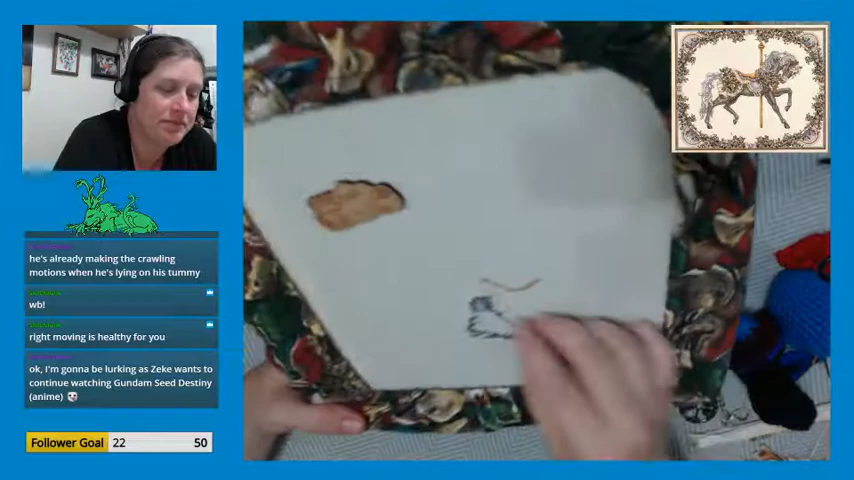 he's already making the crawling
motions when he's lying on his tummy
wb!
right moving is healthy for you
ok, I'm gonna be lurking as Zeke wants to
continue watching Gundam Seed Destiny
(anime)
Follower Goal 22 50